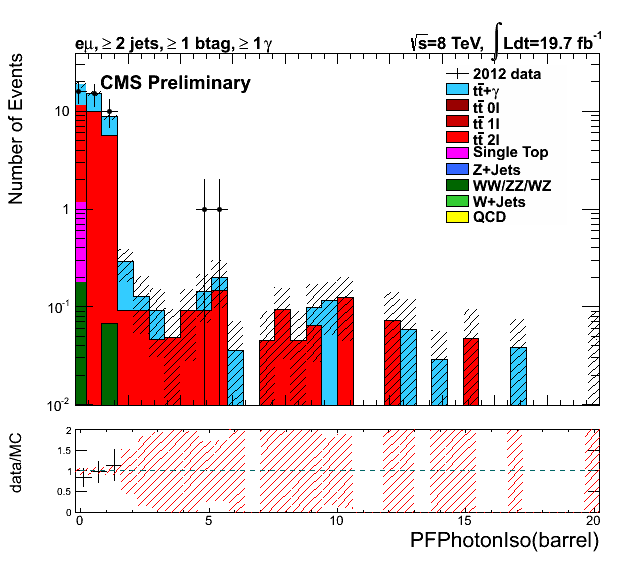 eμ, ≥ 2 jets, ≥ 1 btag, ≥ 1 γ
√s=8 TeV, ∫Ldt=19.7 fb⁻¹
CMS Preliminary
2012 data
tt̄+γ
tt̄ 0l
tt̄ 1l
tt̄ 2l
Single Top
Z+Jets
WW/ZZ/WZ
W+Jets
QCD
Number of Events
10
1
10⁻¹
10⁻²
data/MC
2
1.5
1
0.5
0
0 5 10 15 20
PFPhotonIso(barrel)